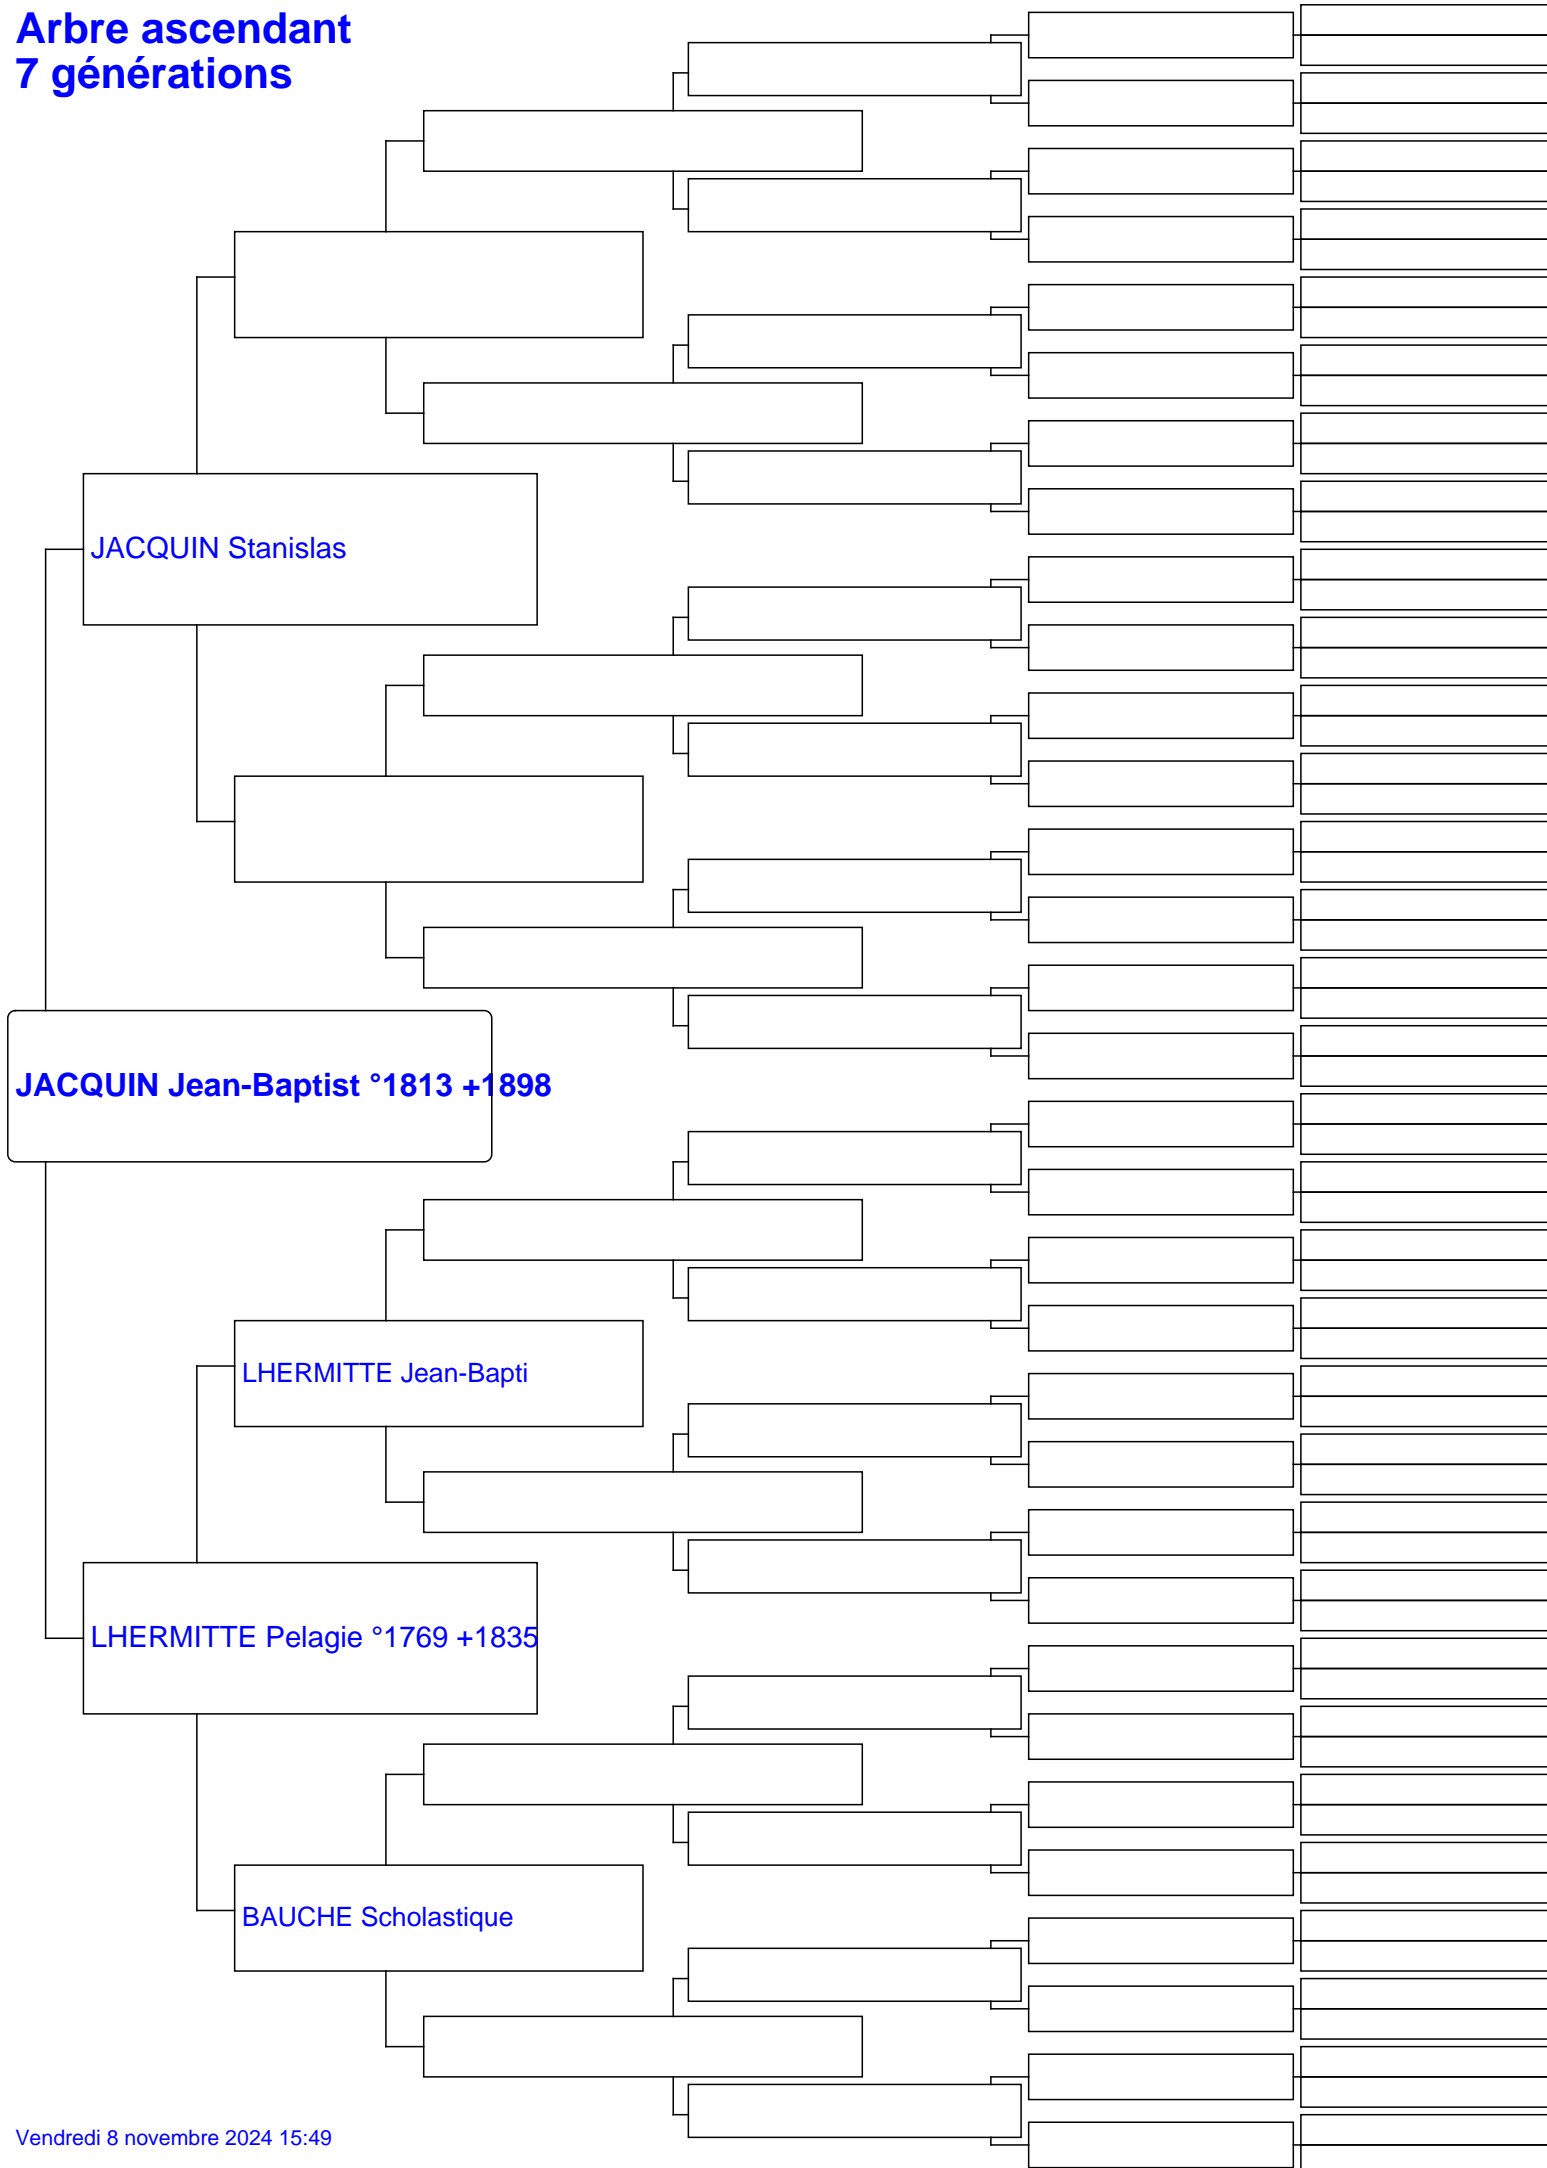 Arbre ascendant
7 générations
JACQUIN Stanislas
JACQUIN Jean-Baptist °1813 +1898
LHERMITTE Jean-Bapti
LHERMITTE Pelagie °1769 +1835
BAUCHE Scholastique
Vendredi 8 novembre 2024 15:49